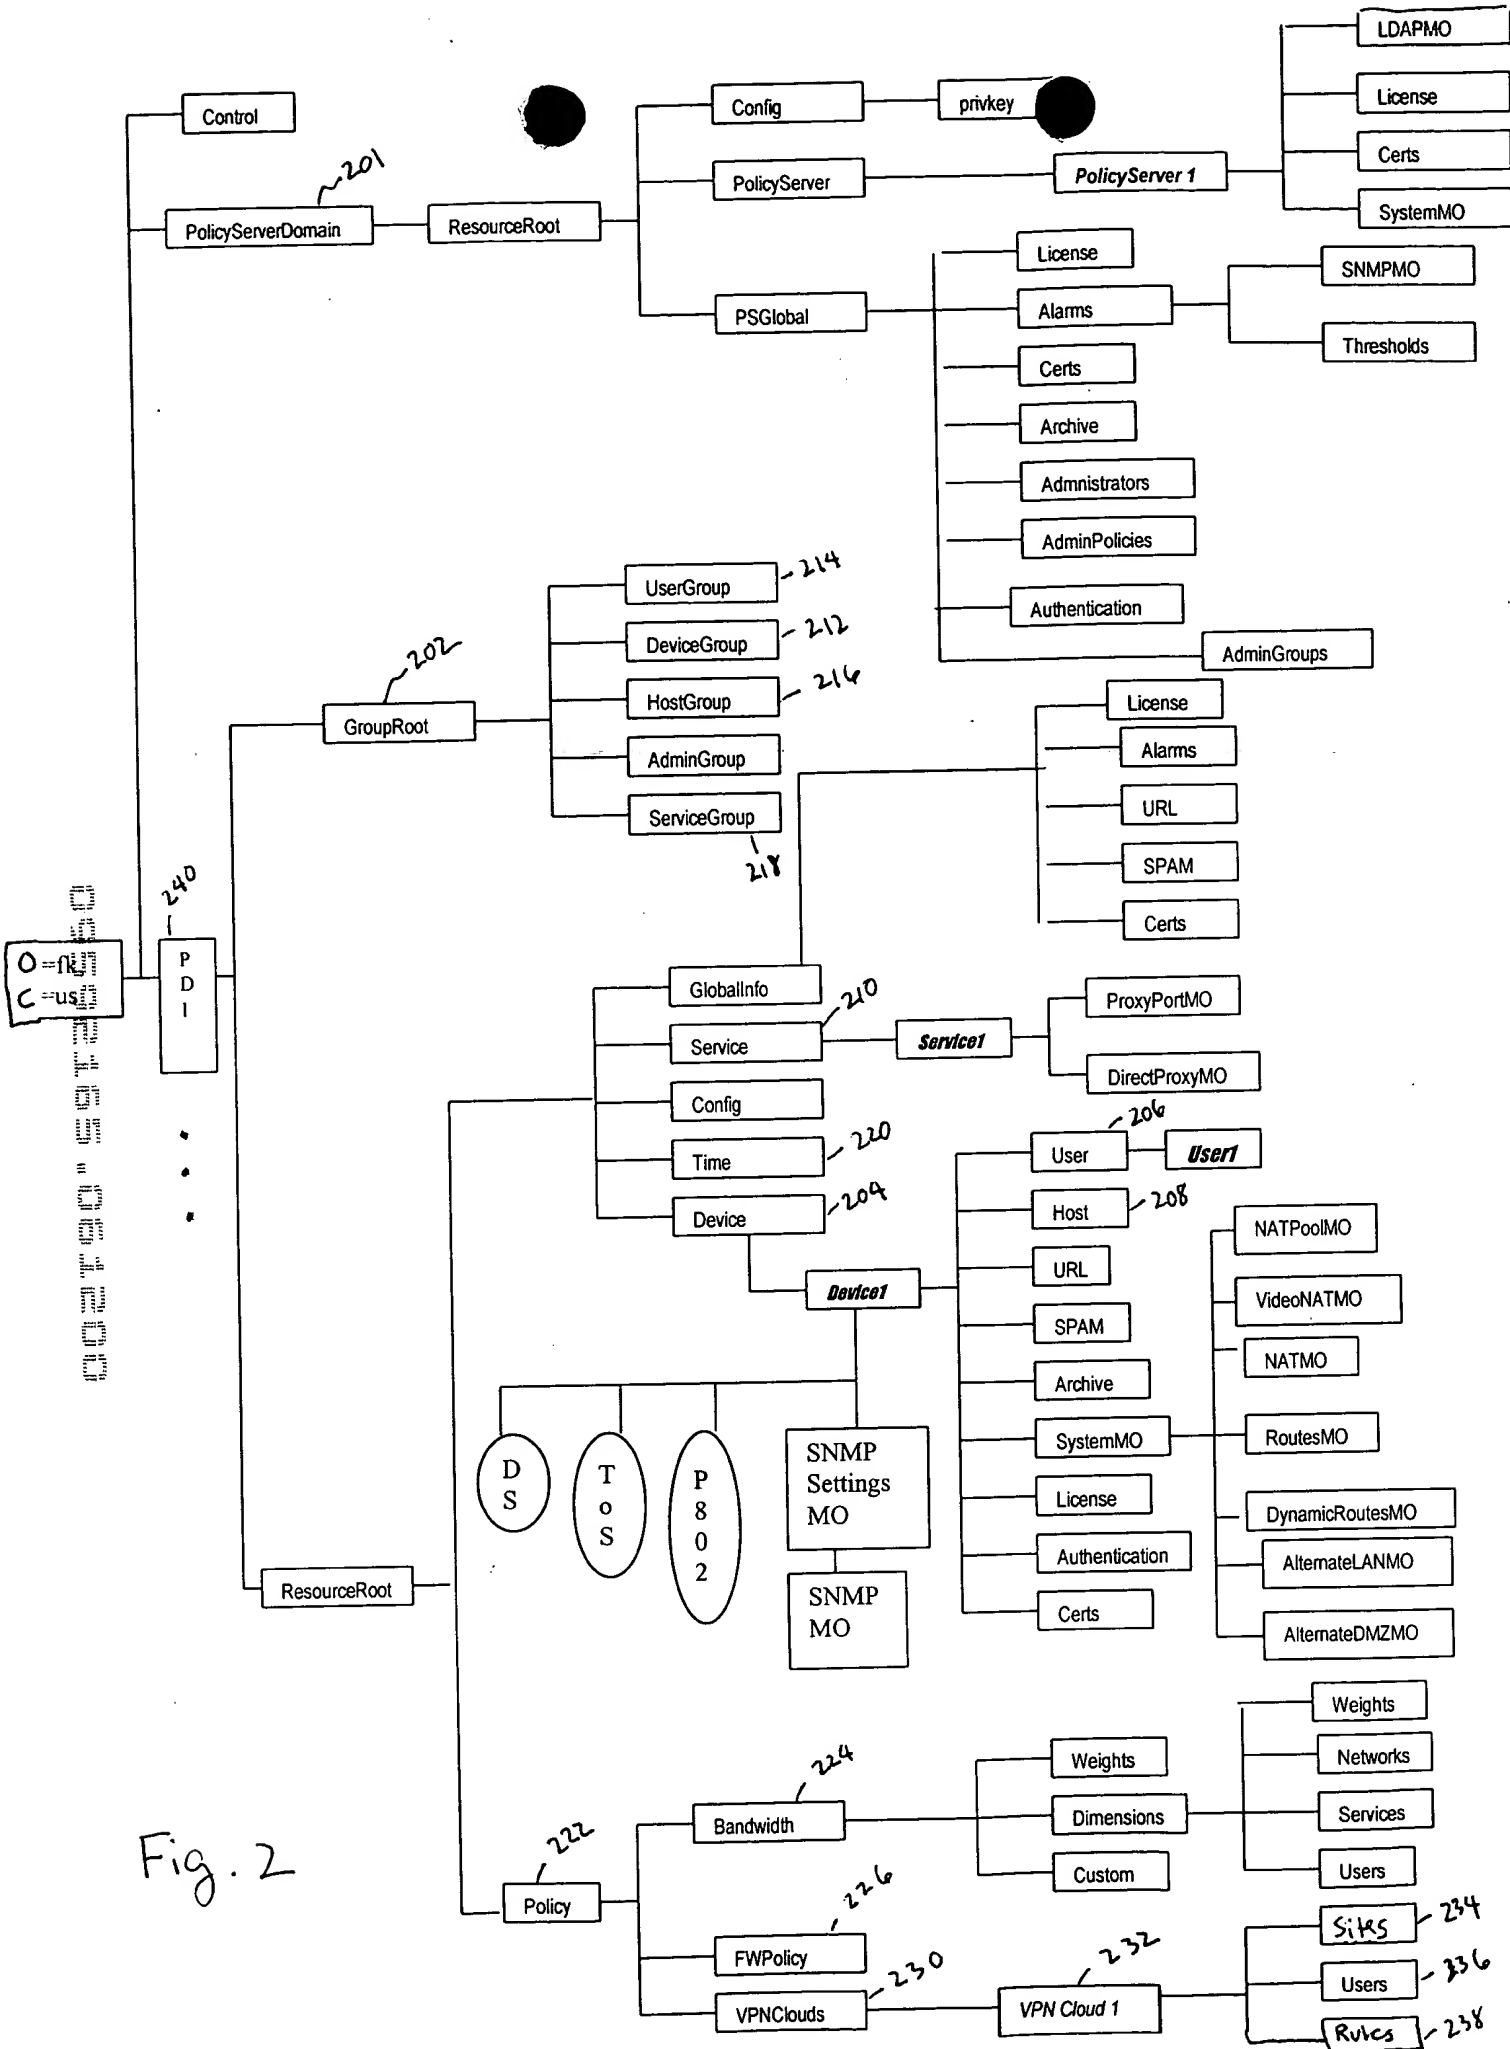 LDAPMO
License
Certs
SystemMO
Control
Config
privkey
PolicyServer
PolicyServer 1
201
PolicyServerDomain
ResourceRoot
PSGlobal
License
Alarms
SNMPMO
Thresholds
Certs
Archive
Admnistrators
AdminPolicies
Authentication
AdminGroups
202
GroupRoot
UserGroup
214
DeviceGroup
212
HostGroup
216
AdminGroup
ServiceGroup
218
License
Alarms
URL
SPAM
Certs
240
O=fk,
C=us
P
D
I
GlobalInfo
Service
210
Service1
ProxyPortMO
DirectProxyMO
Config
Time
220
Device
204
Device1
User
206
User1
Host
208
URL
SPAM
Archive
SystemMO
License
Authentication
Certs
NATPoolMO
VideoNATMO
NATMO
RoutesMO
DynamicRoutesMO
AlternateLANMO
AlternateDMZMO
D
S
T
o
S
P
8
0
2
SNMP
Settings
MO
SNMP
MO
ResourceRoot
Policy
222
Bandwidth
224
Weights
Dimensions
Custom
Weights
Networks
Services
Users
FWPolicy
226
VPNClouds
230
VPN Cloud 1
232
Sites
234
Users
236
Rules
238
Fig. 2